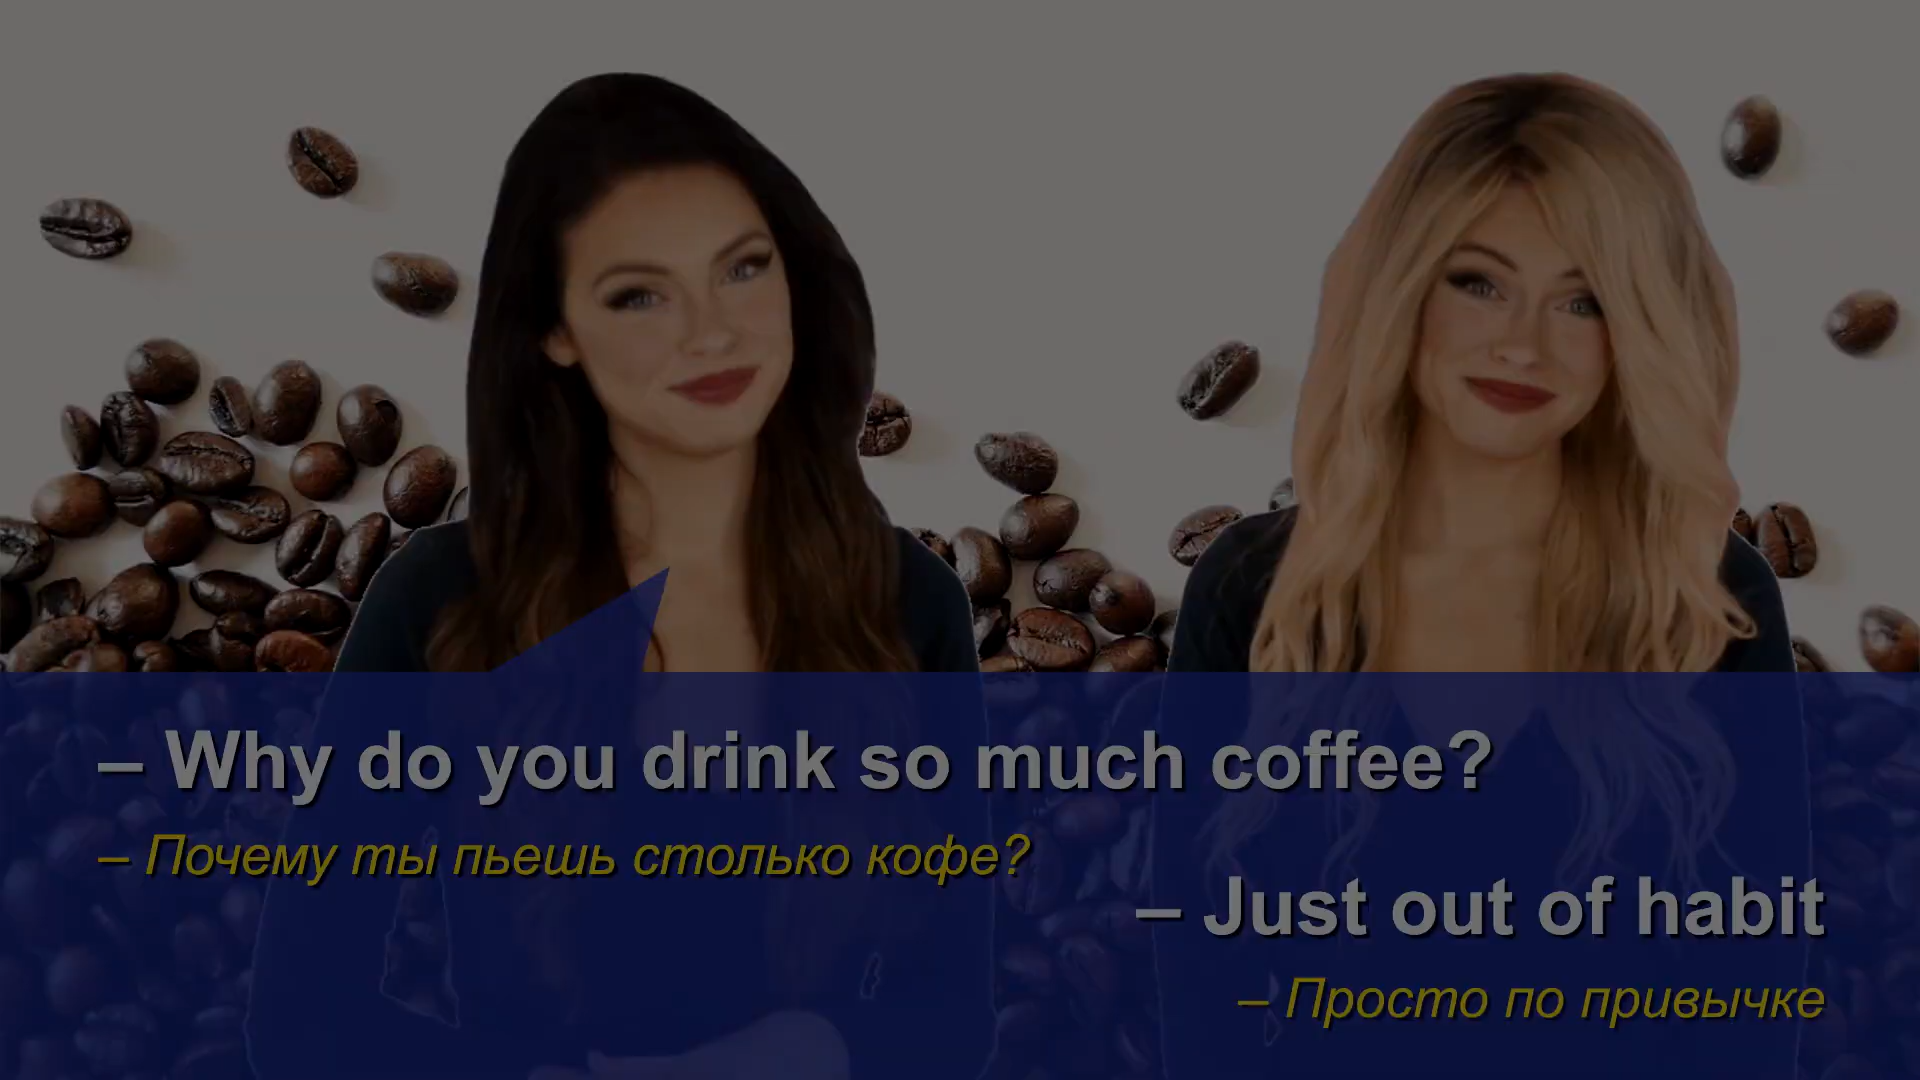 – Why do you drink so much coffee?
– Почему ты пьешь столько кофе?
– Just out of habit
– Просто по привычке